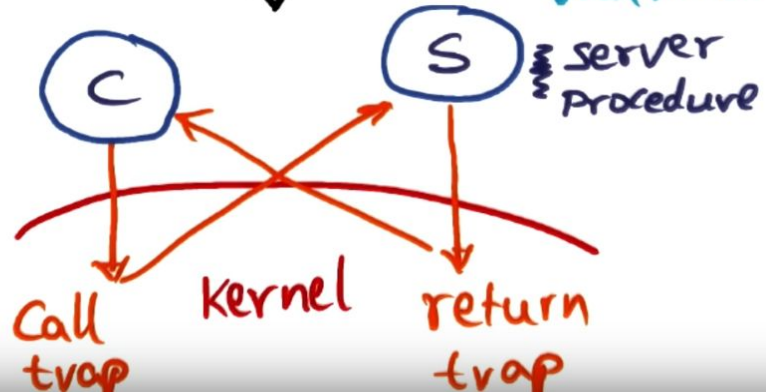 C
S
server
procedure
Kernel
Call
trap
return
trap